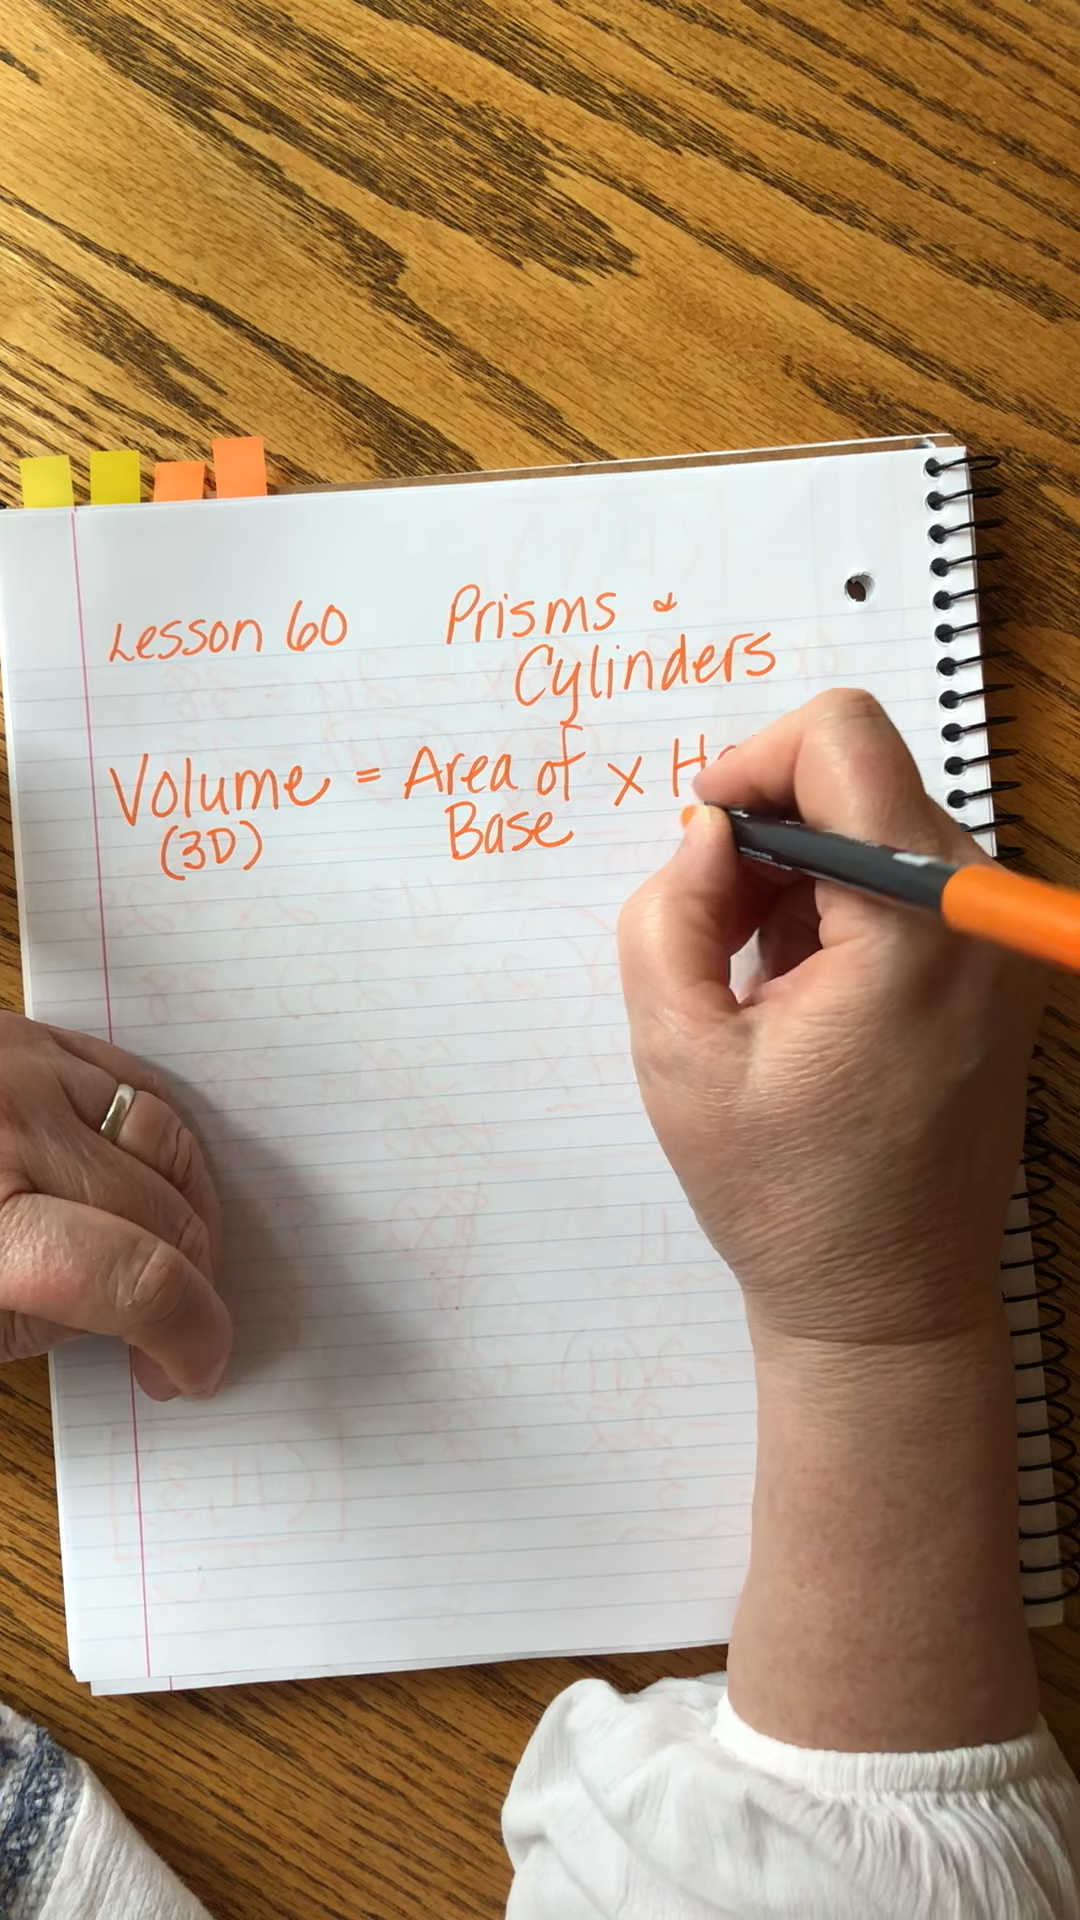 Lesson 60 Prisms &
Cylinders
Volume = Area of x
(3D) Base